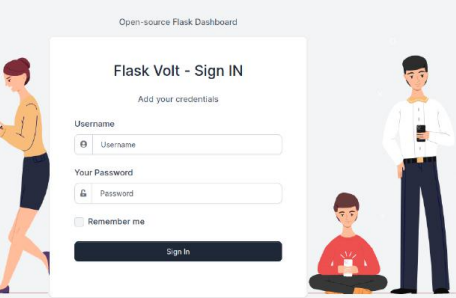 Open-source Flask Dashboard
Flask Volt - Sign IN
Add your credentials
Username
Username
Your Password
Password
Remember me
Sign In